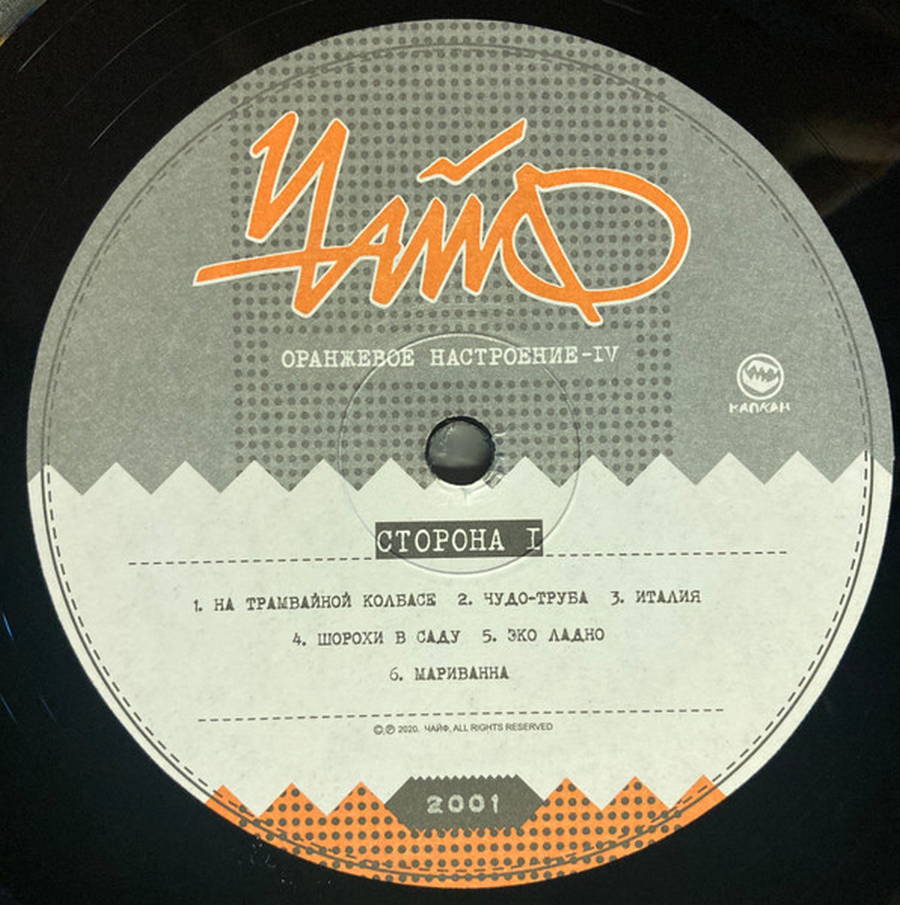 Чайф
ОРАНЖЕВОЕ НАСТРОЕНИЕ-IV
КАПКАН
СТОРОНА I
1. НА ТРАМВАЙНОЙ КОЛБАСЕ 2. ЧУДО-ТРУБА 3. ИТАЛИЯ
4. ШОРОХИ В САДУ 5. ЭКО ЛАДНО
6. МАРИВАННА
©,℗ 2020. ЧАЙФ, ALL RIGHTS RESERVED
2001